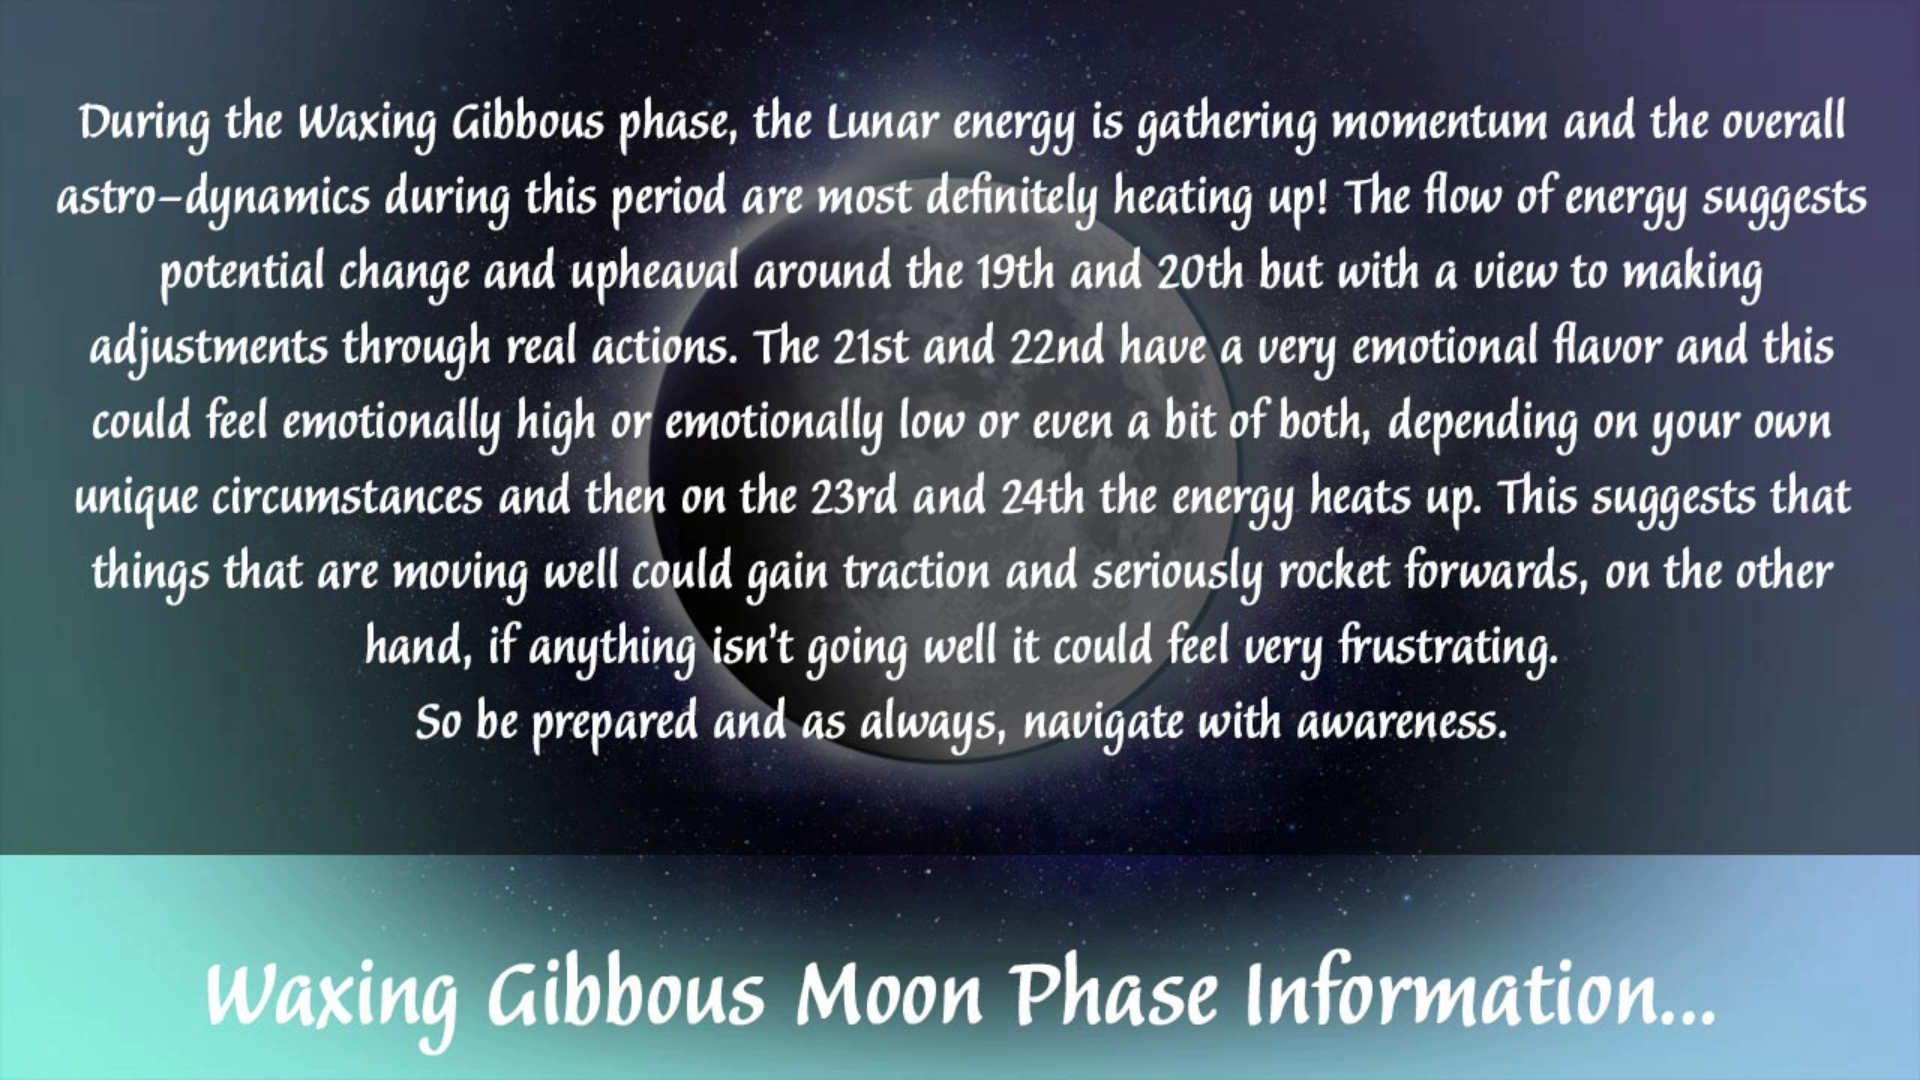 During the Waxing Gibbous phase, the Lunar energy is gathering momentum and the overall
astro-dynamics during this period are most definitely heating up! The flow of energy suggests
potential change and upheaval around the 19th and 20th but with a view to making
adjustments through real actions. The 21st and 22nd have a very emotional flavor and this
could feel emotionally high or emotionally low or even a bit of both, depending on your own
unique circumstances and then on the 23rd and 24th the energy heats up. This suggests that
things that are moving well could gain traction and seriously rocket forwards, on the other
hand, if anything isn't going well it could feel very frustrating.
So be prepared and as always, navigate with awareness.
Waxing Gibbous Moon Phase Information...